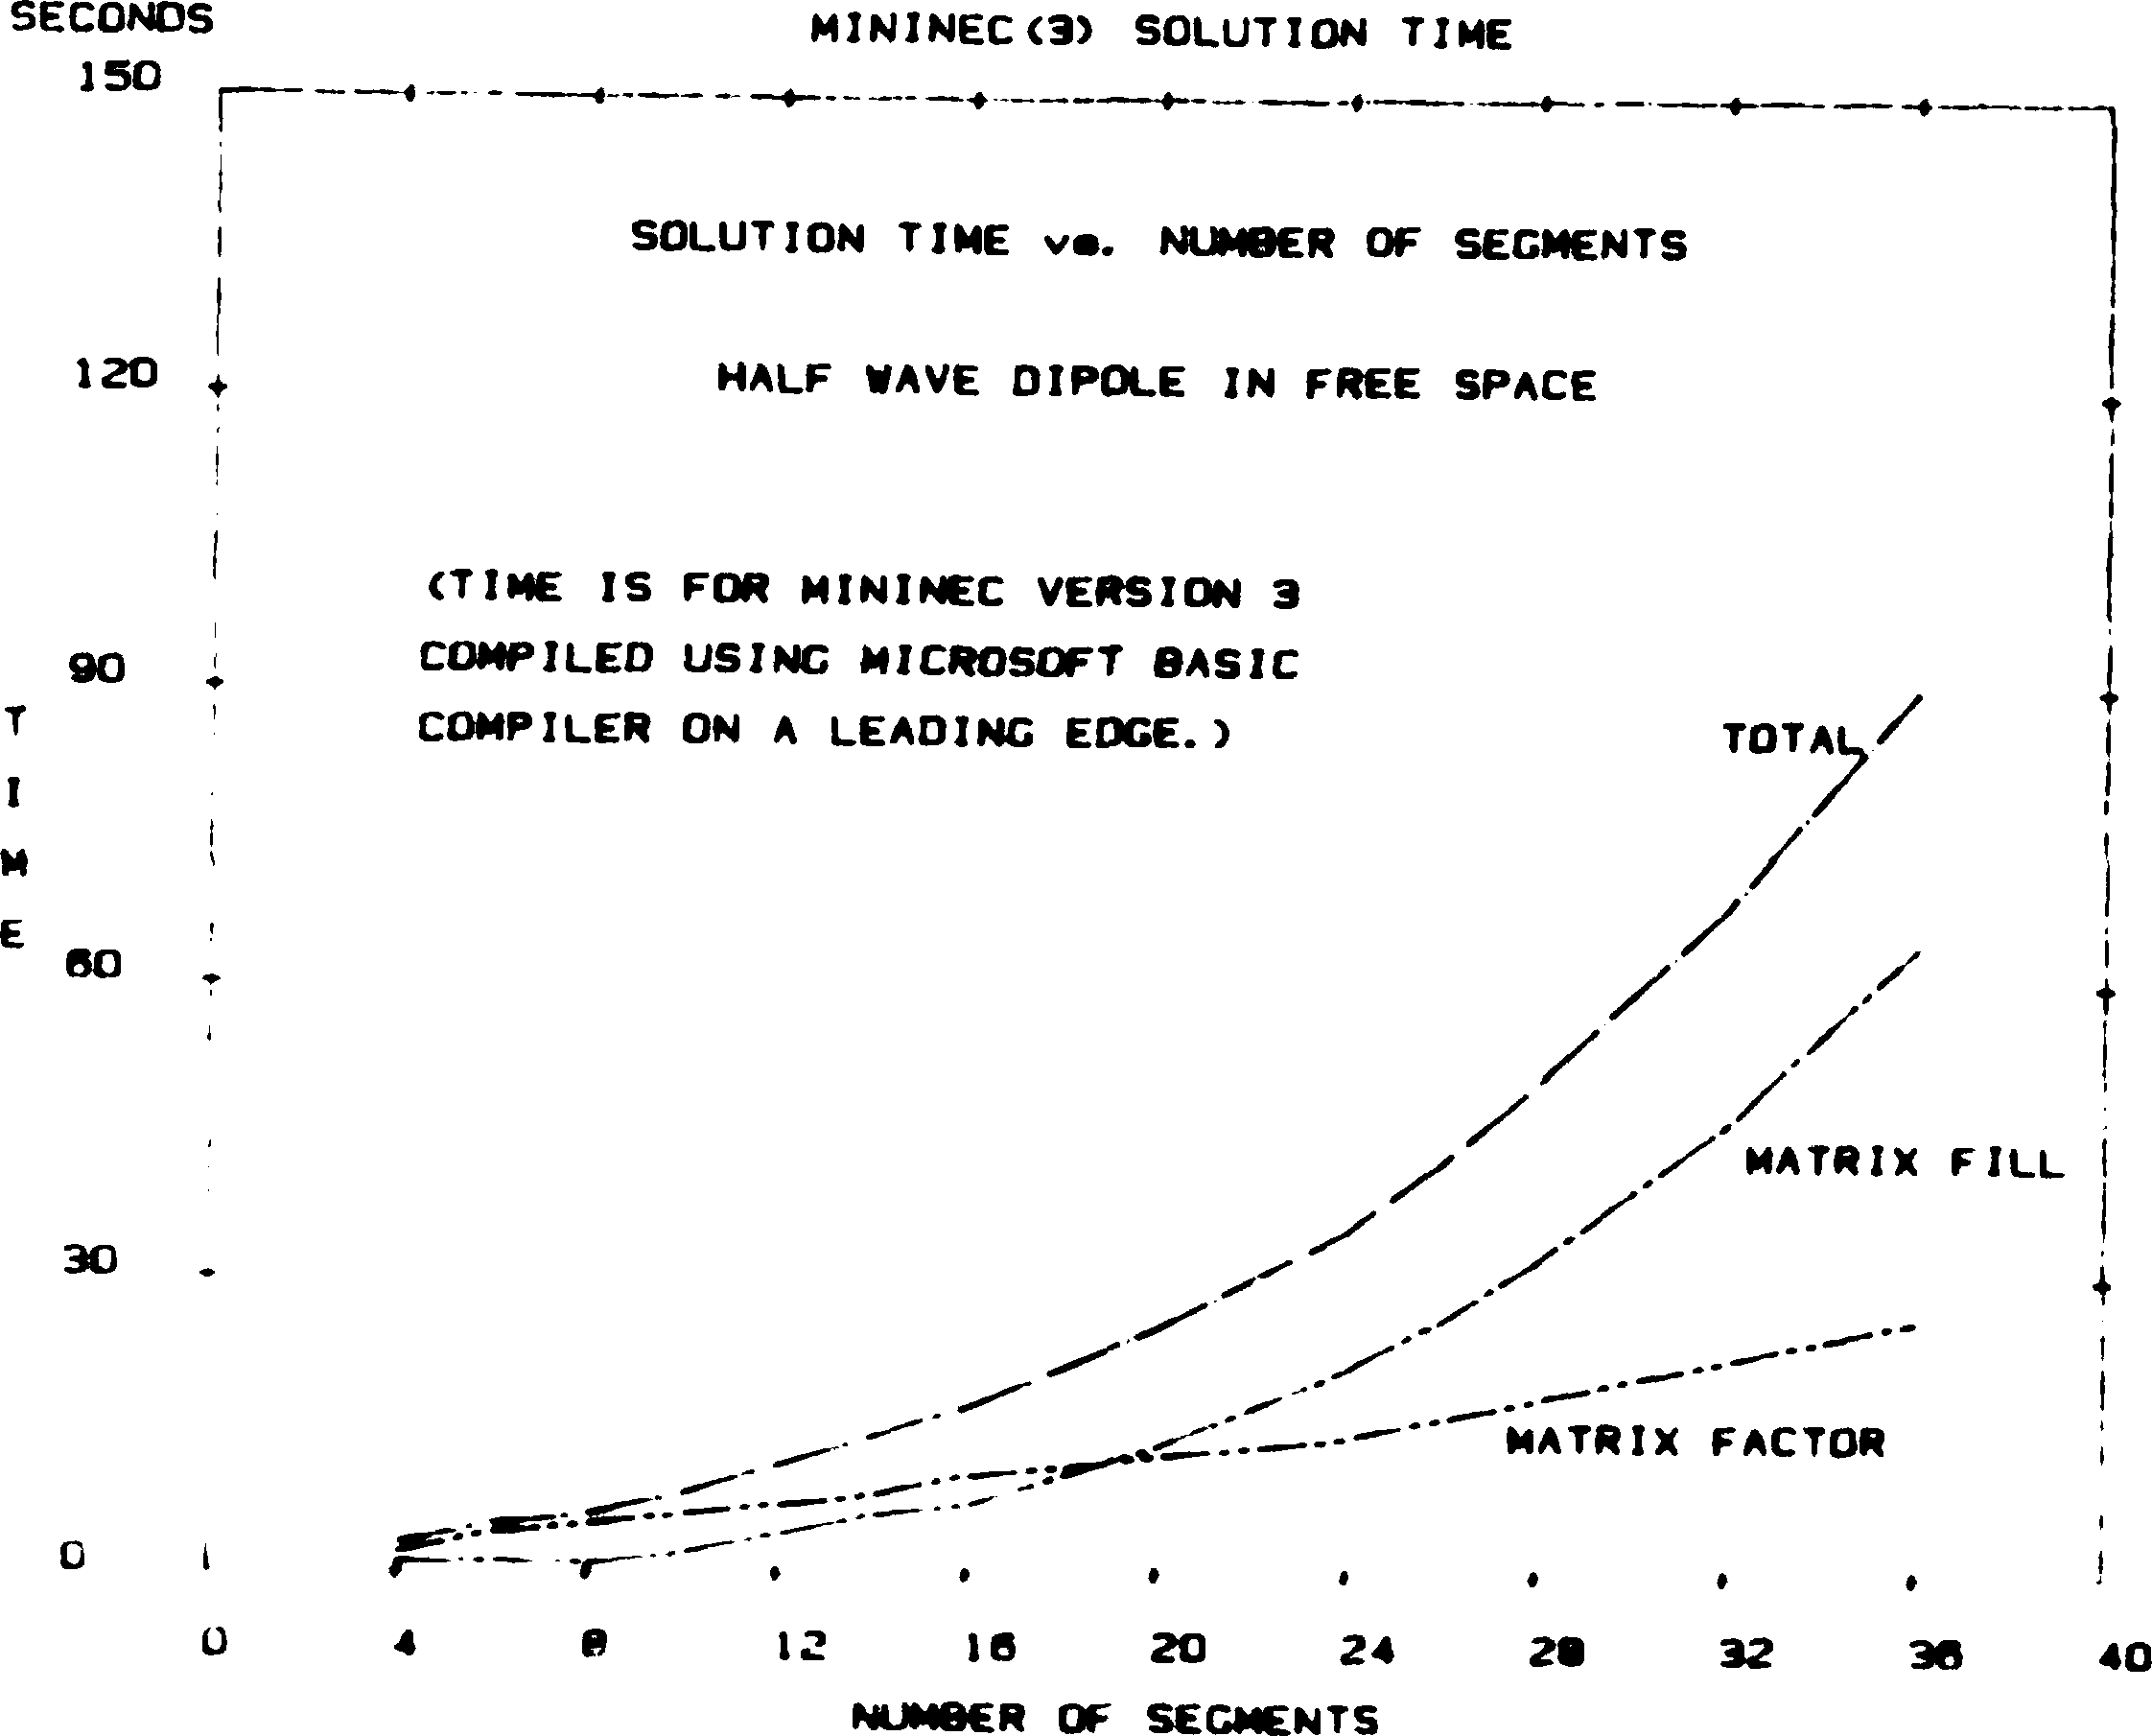 SECONDS
MININEC(3) SOLUTION TIME
150
SOLUTION TIME vs. NUMBER OF SEGMENTS
120
HALF WAVE DIPOLE IN FREE SPACE
(TIME IS FOR MININEC VERSION 3
COMPILED USING MICROSOFT BASIC
COMPILER ON A LEADING EDGE.)
90
TIME
TOTAL
60
MATRIX FILL
30
MATRIX FACTOR
0
0 4 8 12 16 20 24 28 32 36 40
NUMBER OF SEGMENTS